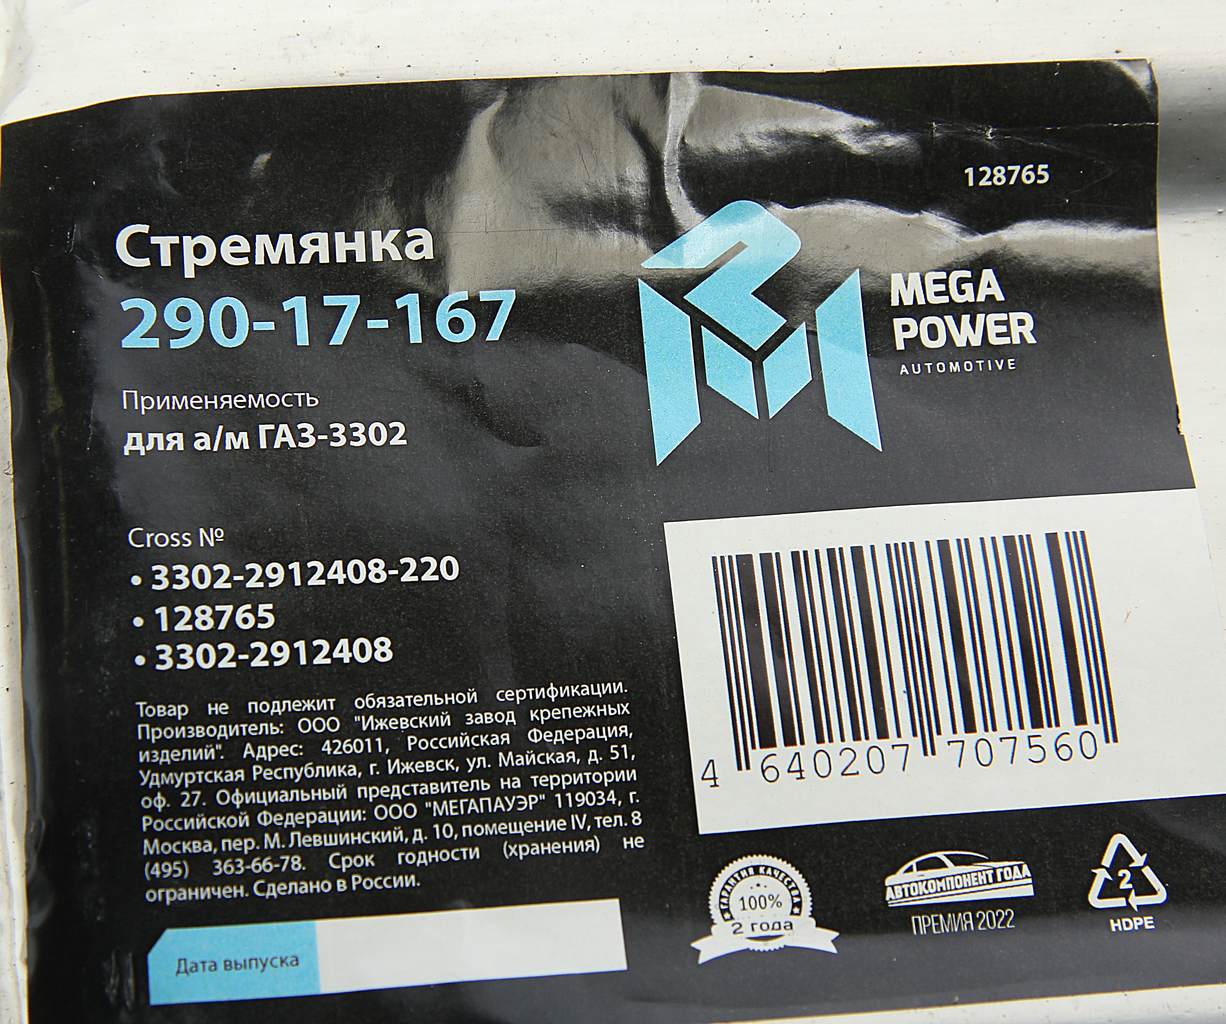 128765
Стремянка
290-17-167
MEGA
POWER
AUTOMOTIVE
Применяемость
для а/м ГАЗ-3302
Cross №
• 3302-2912408-220
• 128765
• 3302-2912408
Товар не подлежит обязательной сертификации.
Производитель: ООО "Ижевский завод крепежных
изделий". Адрес: 426011, Российская Федерация,
Удмуртская Республика, г. Ижевск, ул. Майская, д. 51,
оф. 27. Официальный представитель на территории
Российской Федерации: ООО "МЕГАПАУЭР" 119034, г.
Москва, пер. М. Левшинский, д. 10, помещение IV, тел. 8
(495) 363-66-78. Срок годности (хранения) не
ограничен. Сделано в России.
Дата выпуска
4 640207 707560
ГАРАНТИЯ КАЧЕСТВА
100%
2 года
АВТОКОМПОНЕНТ ГОДА
ПРЕМИЯ 2022
2
HDPE